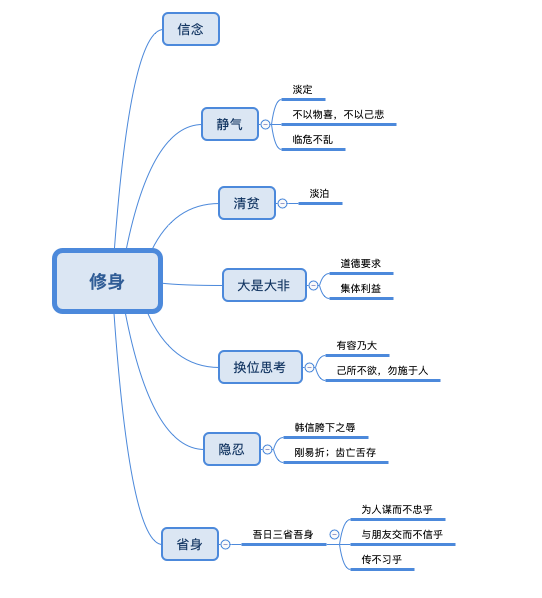 修身
信念
静气
淡定
不以物喜，不以己悲
临危不乱
清贫
淡泊
大是大非
道德要求
集体利益
换位思考
有容乃大
己所不欲，勿施于人
隐忍
韩信胯下之辱
刚易折；齿亡舌存
省身
吾日三省吾身
为人谋而不忠乎
与朋友交而不信乎
传不习乎